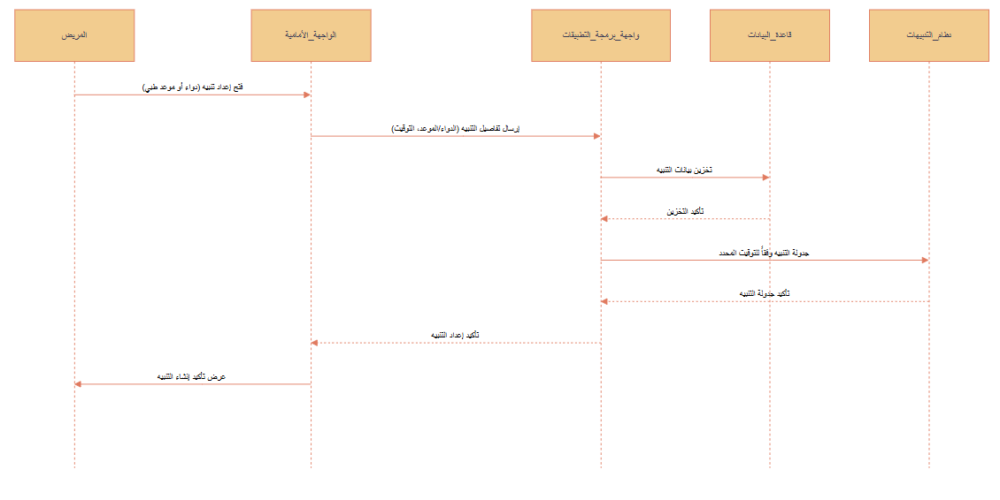 المريض
الواجهة_الأمامية
واجهة_برمجة_التطبيقات
قاعدة_البيانات
نظام_التنبيهات
فتح إعداد تنبيه (دواء أو موعد طبي)
إرسال تفاصيل التنبيه (الدواء/الموعد، التوقيت)
تخزين بيانات التنبيه
تأكيد التخزين
جدولة التنبيه وفقاً للتوقيت المحدد
تأكيد جدولة التنبيه
تأكيد إعداد التنبيه
عرض تأكيد إنشاء التنبيه